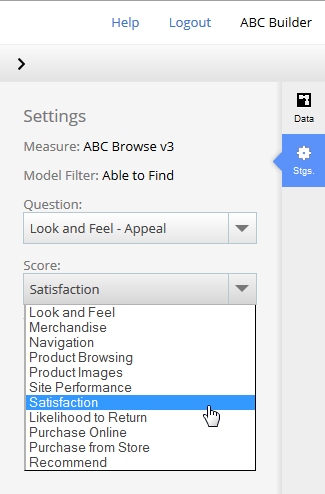 Help Logout ABC Builder
Settings
Data
Measure: ABC Browse v3
Stgs.
Model Filter: Able to Find
Question:
Look and Feel - Appeal
Score:
Satisfaction
Look and Feel
Merchandise
Navigation
Product Browsing
Product Images
Site Performance
Satisfaction
Likelihood to Return
Purchase Online
Purchase from Store
Recommend